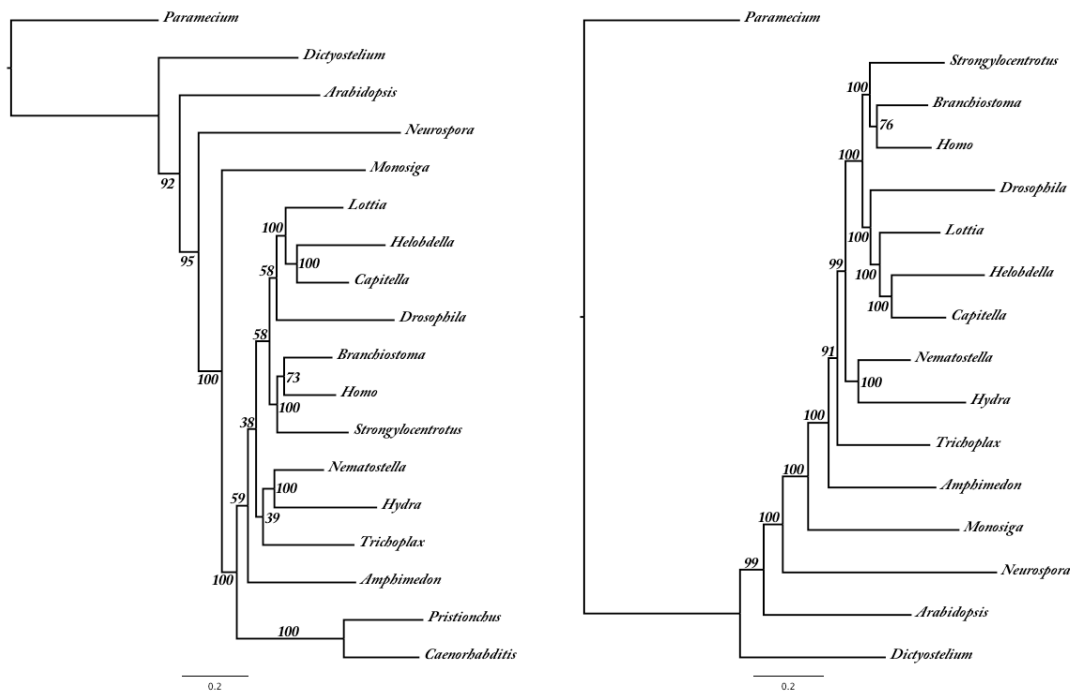 Paramecium
Dictyostelium
Arabidopsis
92
Neurospora
95
Monosiga
100
Lottia
100
Helobdella
100
Capitella
58
Drosophila
58
Branchiostoma
73
Homo
100
Strongylocentrotus
38
Nematostella
100
Hydra
39
Trichoplax
59
Amphimedon
100
Pristionchus
100
Caenorhabditis
0.2
Paramecium
Strongylocentrotus
100
Branchiostoma
76
Homo
100
Drosophila
100
Lottia
100
Helobdella
100
Capitella
99
Nematostella
100
Hydra
91
Trichoplax
100
Amphimedon
100
Monosiga
100
Neurospora
99
Arabidopsis
Dictyostelium
0.2